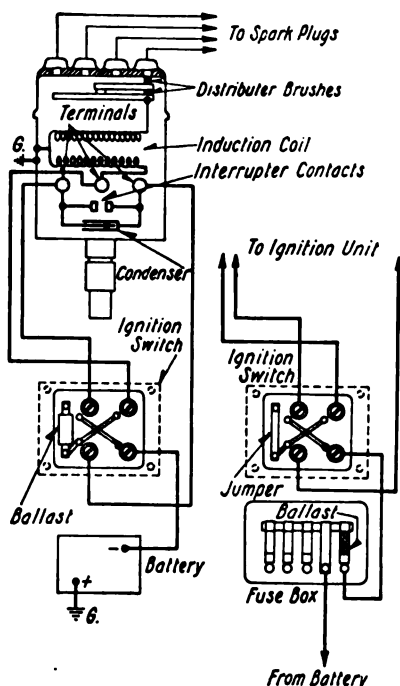 To Spark Plugs
Distributer Brushes
Terminals
G.
Induction Coil
Interrupter Contacts
Condenser
To Ignition Unit
Ignition
Switch
Ignition
Switch
Ballast
Jumper
Ballast
-
Battery
+
G.
Fuse Box
From Battery